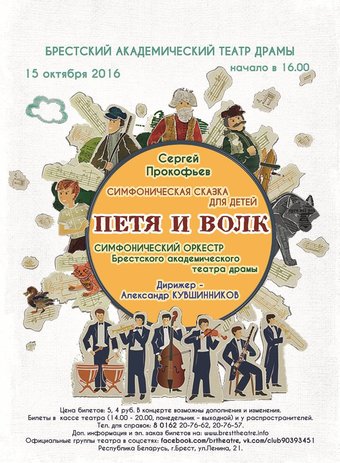 БРЕСТСКИЙ АКАДЕМИЧЕСКИЙ ТЕАТР ДРАМЫ
15 октября 2016
начало в 16.00
Сергей
Прокофьев
СИМФОНИЧЕСКАЯ СКАЗКА
ДЛЯ ДЕТЕЙ
ПЕТЯ И ВОЛК
СИМФОНИЧЕСКИЙ ОРКЕСТР
Брестского академического
театра драмы
Дирижер -
Александр КУВШИННИКОВ
Цена билетов: 5, 4 руб. В концерте возможны дополнения и изменения.
Билеты в кассе театра (14.00 - 20.00, понедельник - выходной) и у распространителей.
Тел. для справок: 8 0162 20-76-62, 20-76-57.
Доп. информация и эл. заказ билетов на: www.bresttheatre.info
Официальные группы театра в соцсетях: facebook.com/brtheatre, vk.com/club90393451
Республика Беларусь, г.Брест, ул.Ленина, 21.